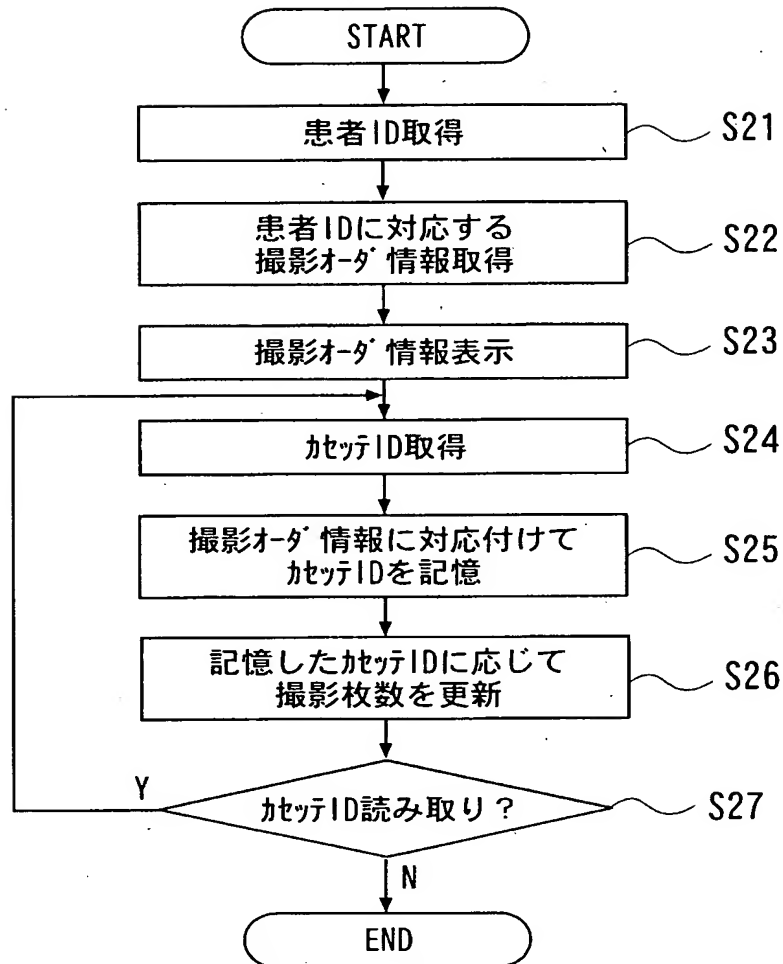 START
患者ID取得
S21
患者IDに対応する
撮影ｵｰﾀﾞ情報取得
S22
撮影ｵｰﾀﾞ情報表示
S23
ｶｾｯﾃID取得
S24
撮影ｵｰﾀﾞ情報に対応付けて
ｶｾｯﾃIDを記憶
S25
記憶したｶｾｯﾃIDに応じて
撮影枚数を更新
S26
Y
ｶｾｯﾃID読み取り？
S27
N
END